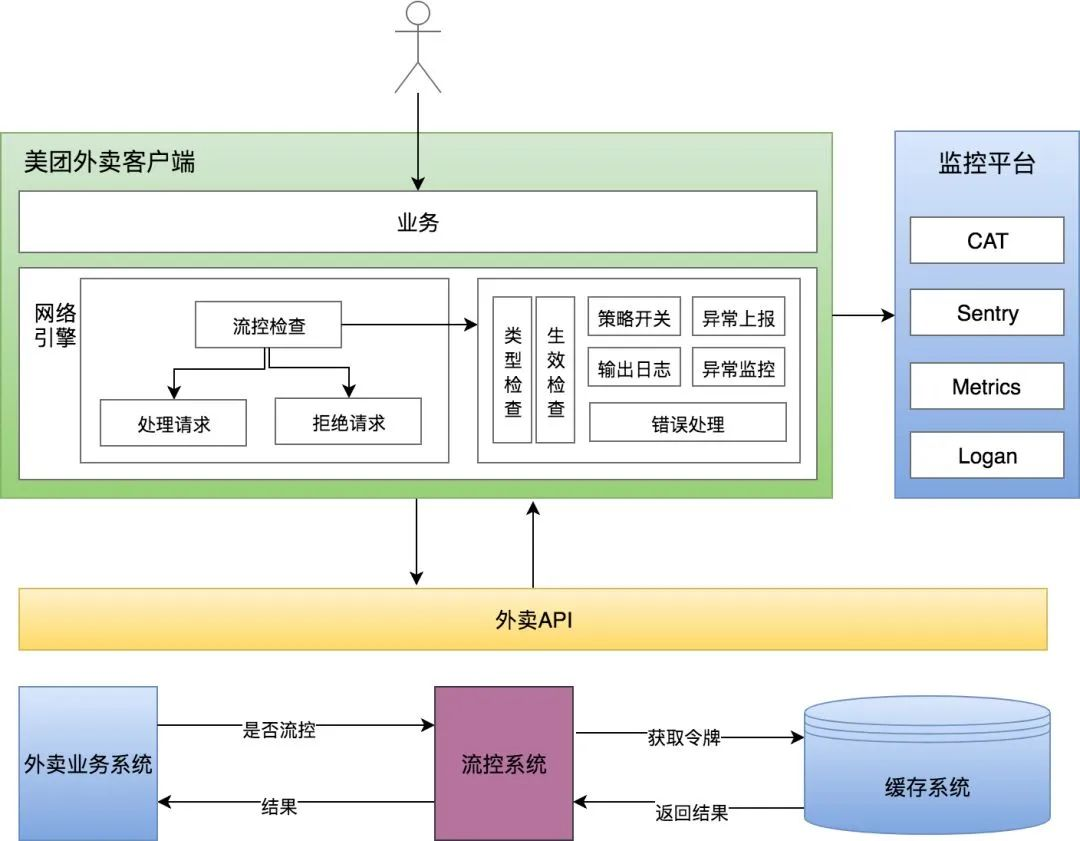 美团外卖客户端
业务
网络
引擎
流控检查
处理请求
拒绝请求
类
型
检
查
生
效
检
查
策略开关
异常上报
输出日志
异常监控
错误处理
监控平台
CAT
Sentry
Metrics
Logan
外卖API
外卖业务系统
是否流控
结果
流控系统
获取令牌
返回结果
缓存系统